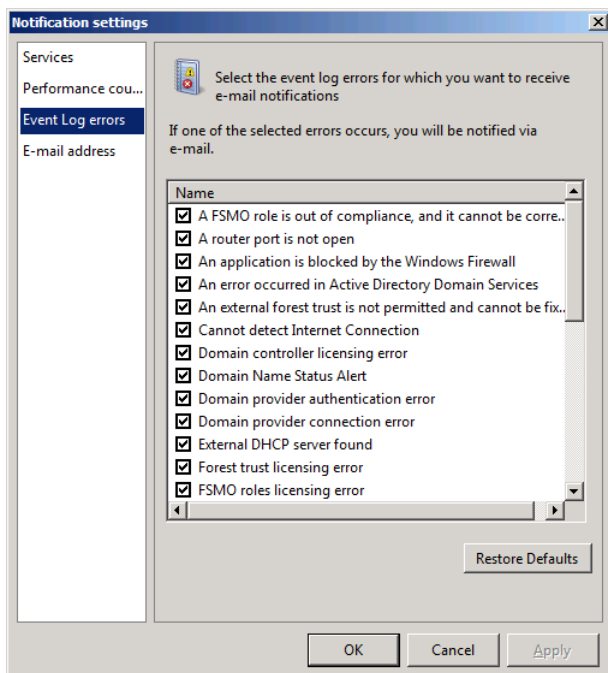 Notification settings
Services
Performance cou...
Event Log errors
E-mail address
Select the event log errors for which you want to receive
e-mail notifications
If one of the selected errors occurs, you will be notified via
e-mail.
Name
A FSMO role is out of compliance, and it cannot be corre..
A router port is not open
An application is blocked by the Windows Firewall
An error occurred in Active Directory Domain Services
An external forest trust is not permitted and cannot be fix..
Cannot detect Internet Connection
Domain controller licensing error
Domain Name Status Alert
Domain provider authentication error
Domain provider connection error
External DHCP server found
Forest trust licensing error
FSMO roles licensing error
Restore Defaults
OK
Cancel
Apply